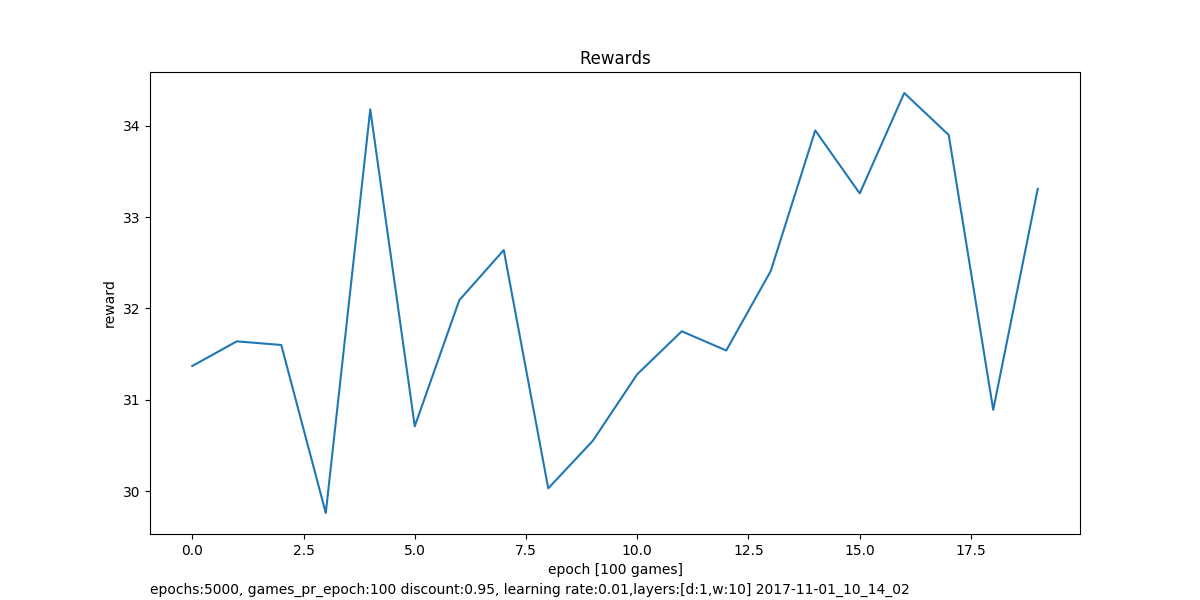 Rewards
34
33
32
31
30
reward
0.0 2.5 5.0 7.5 10.0 12.5 15.0 17.5
epoch [100 games]
epochs:5000, games_pr_epoch:100 discount:0.95, learning rate:0.01,layers:[d:1,w:10] 2017-11-01_10_14_02